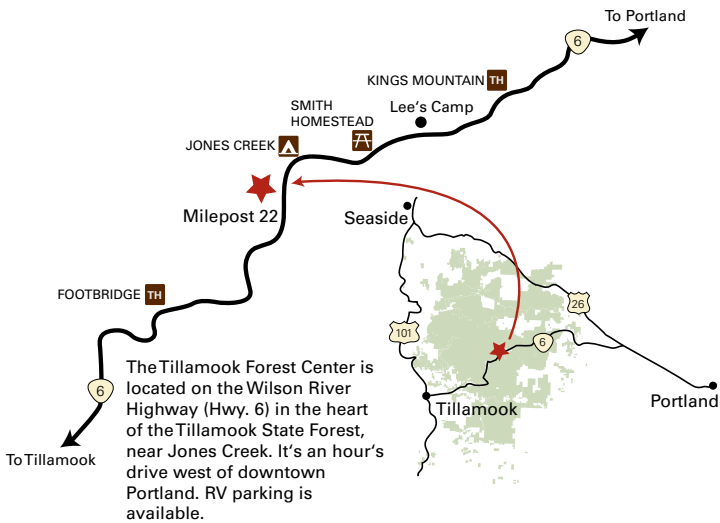 To Portland
6
KINGS MOUNTAIN TH
SMITH
HOMESTEAD
Lee's Camp
JONES CREEK
Milepost 22
Seaside
FOOTBRIDGE TH
26
101
6
6
The Tillamook Forest Center is
located on the Wilson River
Highway (Hwy. 6) in the heart
of the Tillamook State Forest,
near Jones Creek. It's an hour's
drive west of downtown
Portland. RV parking is
available.
Tillamook
Portland
To Tillamook